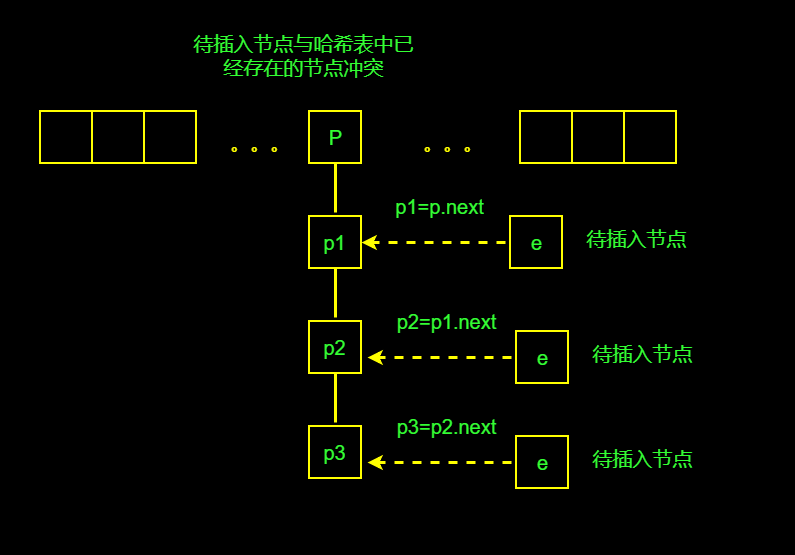 待插入节点与哈希表中已
经存在的节点冲突
。。。 P 。。。
p1=p.next
p1 e 待插入节点
p2=p1.next
p2 e 待插入节点
p3=p2.next
p3 e 待插入节点